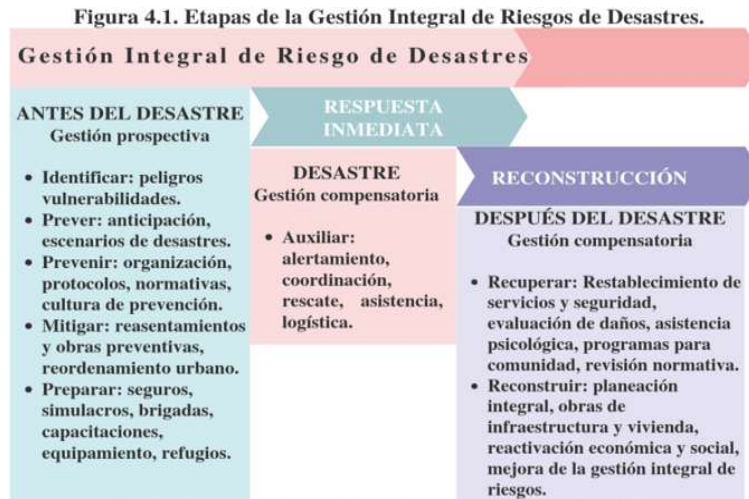 Figura 4.1. Etapas de la Gestión Integral de Riesgos de Desastres.
Gestión Integral de Riesgo de Desastres
ANTES DEL DESASTRE
Gestión prospectiva
• Identificar: peligros
vulnerabilidades.
• Prever: anticipación,
escenarios de desastres.
• Prevenir: organización,
protocolos, normativas,
cultura de prevención.
• Mitigar: reasentamientos
y obras preventivas,
reordenamiento urbano.
• Preparar: seguros,
simulacros, brigadas,
capacitaciones,
equipamiento, refugios.
RESPUESTA
INMEDIATA
DESASTRE
Gestión compensatoria
• Auxiliar:
alertamiento,
coordinación,
rescate, asistencia,
logística.
RECONSTRUCCIÓN
DESPUÉS DEL DESASTRE
Gestión compensatoria
• Recuperar: Restablecimiento de
servicios y seguridad,
evaluación de daños, asistencia
psicológica, programas para
comunidad, revisión normativa.
• Reconstruir: planeación
integral, obras de
infraestructura y vivienda,
reactivación económica y social,
mejora de la gestión integral de
riesgos.